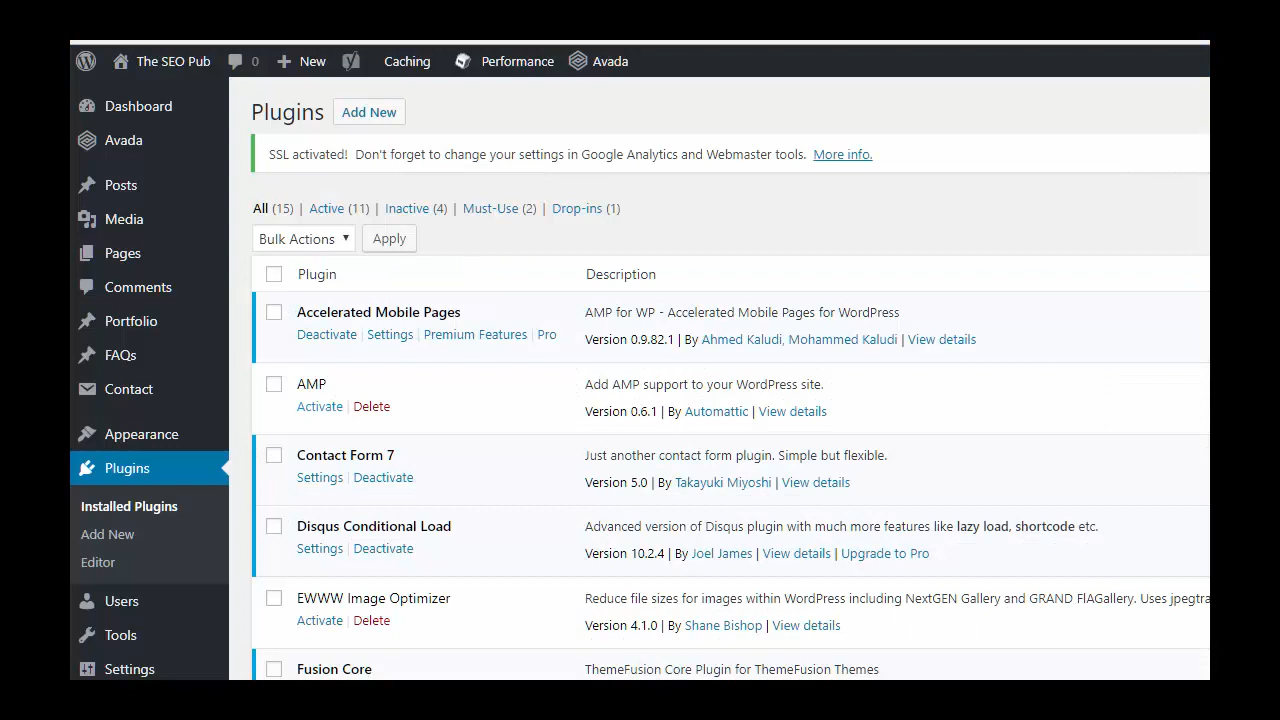 The SEO Pub 0 New Caching Performance Avada
Dashboard
Avada
Posts
Media
Pages
Comments
Portfolio
FAQs
Contact
Appearance
Plugins
Installed Plugins
Add New
Editor
Users
Tools
Settings
Plugins Add New
SSL activated! Don't forget to change your settings in Google Analytics and Webmaster tools. More info.
All (15) | Active (11) | Inactive (4) | Must-Use (2) | Drop-ins (1)
Bulk Actions Apply
Plugin Description
Accelerated Mobile Pages AMP for WP - Accelerated Mobile Pages for WordPress
Deactivate | Settings | Premium Features | Pro Version 0.9.82.1 | By Ahmed Kaludi, Mohammed Kaludi | View details
AMP Add AMP support to your WordPress site.
Activate | Delete Version 0.6.1 | By Automattic | View details
Contact Form 7 Just another contact form plugin. Simple but flexible.
Settings | Deactivate Version 5.0 | By Takayuki Miyoshi | View details
Disqus Conditional Load Advanced version of Disqus plugin with much more features like lazy load, shortcode etc.
Settings | Deactivate Version 10.2.4 | By Joel James | View details | Upgrade to Pro
EWWW Image Optimizer Reduce file sizes for images within WordPress including NextGEN Gallery and GRAND FlAGallery. Uses jpegtra
Activate | Delete Version 4.1.0 | By Shane Bishop | View details
Fusion Core ThemeFusion Core Plugin for ThemeFusion Themes